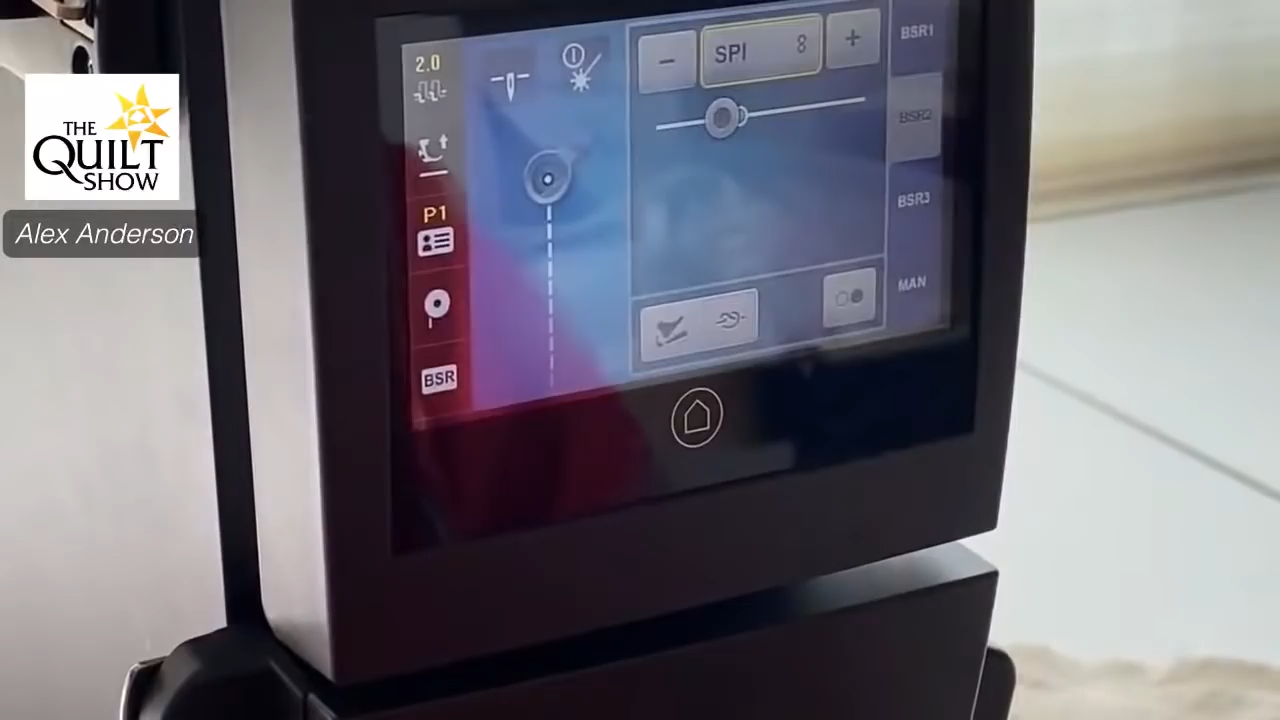 THE
QUILT
SHOW
Alex Anderson
2.0
P1
BSR
SPI 8
BSR1
BSR2
BSR3
MAN